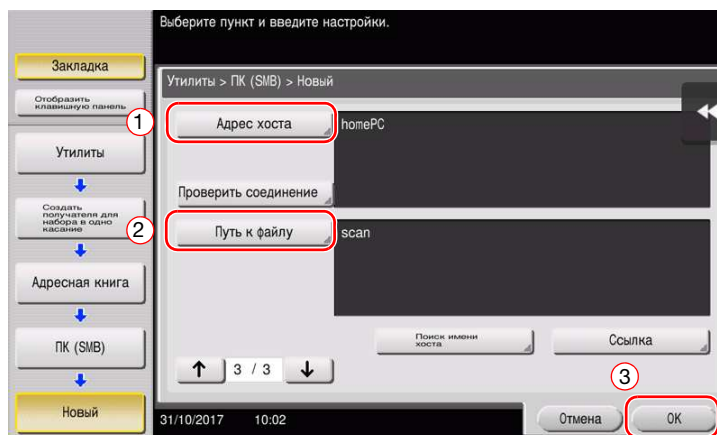 Выберите пункт и введите настройки.
Закладка
Отобразить
клавишную панель
Утилиты
Создать
получателя для
набора в одно
касание
Адресная книга
ПК (SMB)
Новый
Утилиты > ПК (SMB) > Новый
1
Адрес хоста
homePC
Проверить соединение
2
Путь к файлу
scan
Поиск имени
хоста
Ссылка
↑ 3 / 3 ↓
3
31/10/2017 10:02
Отмена
OK